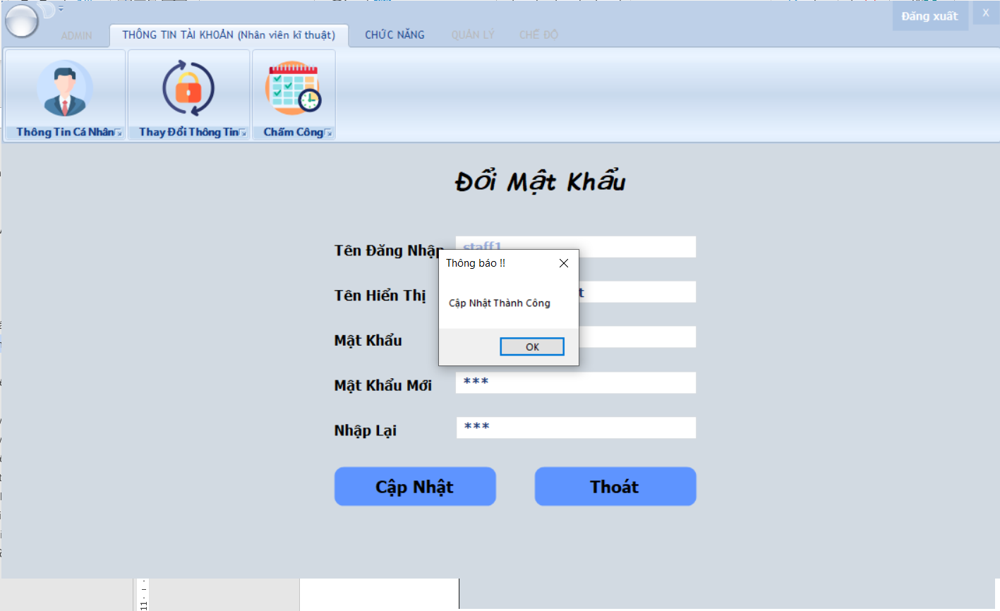 Đăng xuất
X
ADMIN
THÔNG TIN TÀI KHOẢN (Nhân viên kĩ thuật)
CHỨC NĂNG
QUẢN LÝ
CHẾ ĐỘ
Thông Tin Cá Nhân
Thay Đổi Thông Tin
Chấm Công
Đổi Mật Khẩu
Tên Đăng Nhập
staff1
Thông báo !!
Tên Hiển Thị
t
Cập Nhật Thành Công
Mật Khẩu
OK
Mật Khẩu Mới
***
Nhập Lại
***
Cập Nhật
Thoát
11